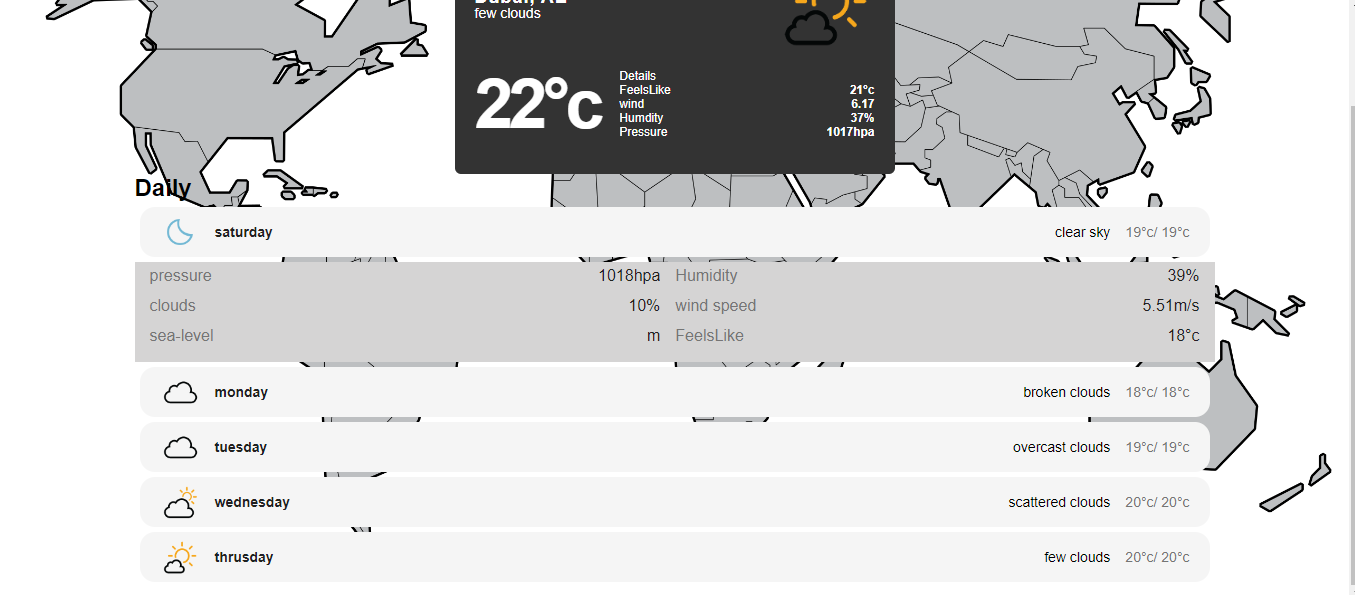 Dubai, AE
few clouds
22°c
Details
FeelsLike 21°c
wind 6.17
Humdity 37%
Pressure 1017hpa
Daily
saturday clear sky 19°c/ 19°c
pressure 1018hpa Humidity 39%
clouds 10% wind speed 5.51m/s
sea-level m FeelsLike 18°c
monday broken clouds 18°c/ 18°c
tuesday overcast clouds 19°c/ 19°c
wednesday scattered clouds 20°c/ 20°c
thrusday few clouds 20°c/ 20°c